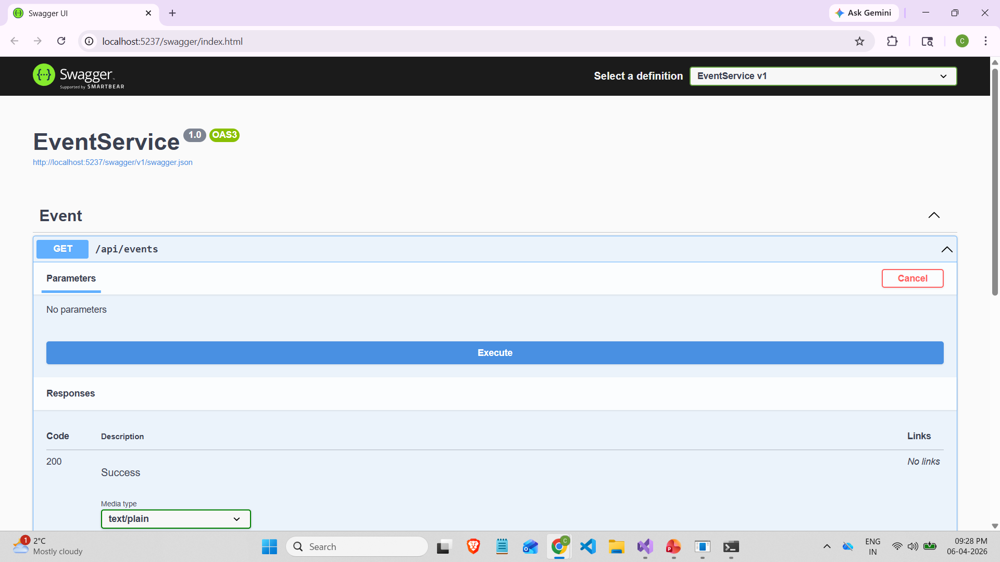 Swagger UI
Ask Gemini
localhost:5237/swagger/index.html
C
Swagger
Supported by SMARTBEAR
Select a definition
EventService v1
EventService 1.0 OAS3
http://localhost:5237/swagger/v1/swagger.json
Event
GET /api/events
Parameters
Cancel
No parameters
Execute
Responses
Code Description Links
200 No links
Success
Media type
text/plain
1
2°C
Mostly cloudy
Search
C
ENG
IN
09:28 PM
06-04-2026